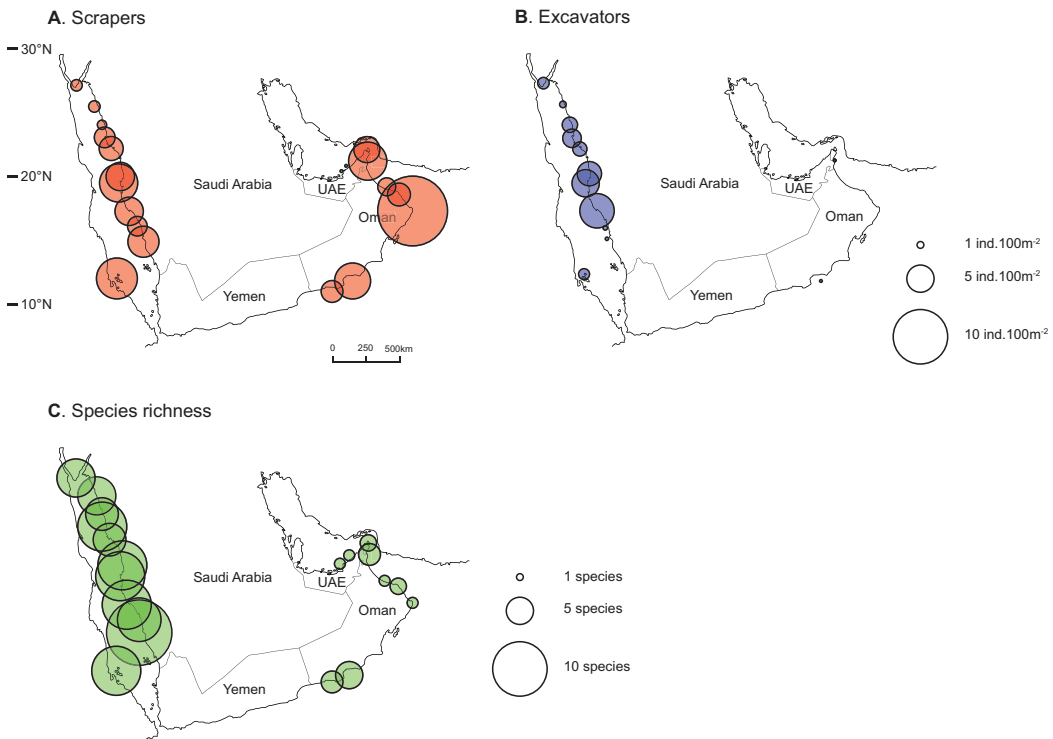 A. Scrapers
30°N
20°N
10°N
Saudi Arabia
UAE
Oman
Yemen
0 250 500km
B. Excavators
Saudi Arabia
UAE
Oman
Yemen
1 ind.100m⁻²
5 ind.100m⁻²
10 ind.100m⁻²
C. Species richness
Saudi Arabia
UAE
Oman
Yemen
1 species
5 species
10 species